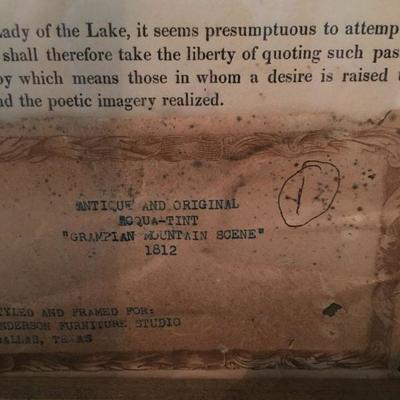 Lady of the Lake, it seems presumptuous to attemp
shall therefore take the liberty of quoting such pas
by which means those in whom a desire is raised
nd the poetic imagery realized.
ANTIQUE AND ORIGINAL
AQUA-TINT
"GRAMPIAN MOUNTAIN SCENE"
1812
TYLED AND FRAMED FOR:
NDERSON FURNITURE STUDIO
DALLAS, TEXAS